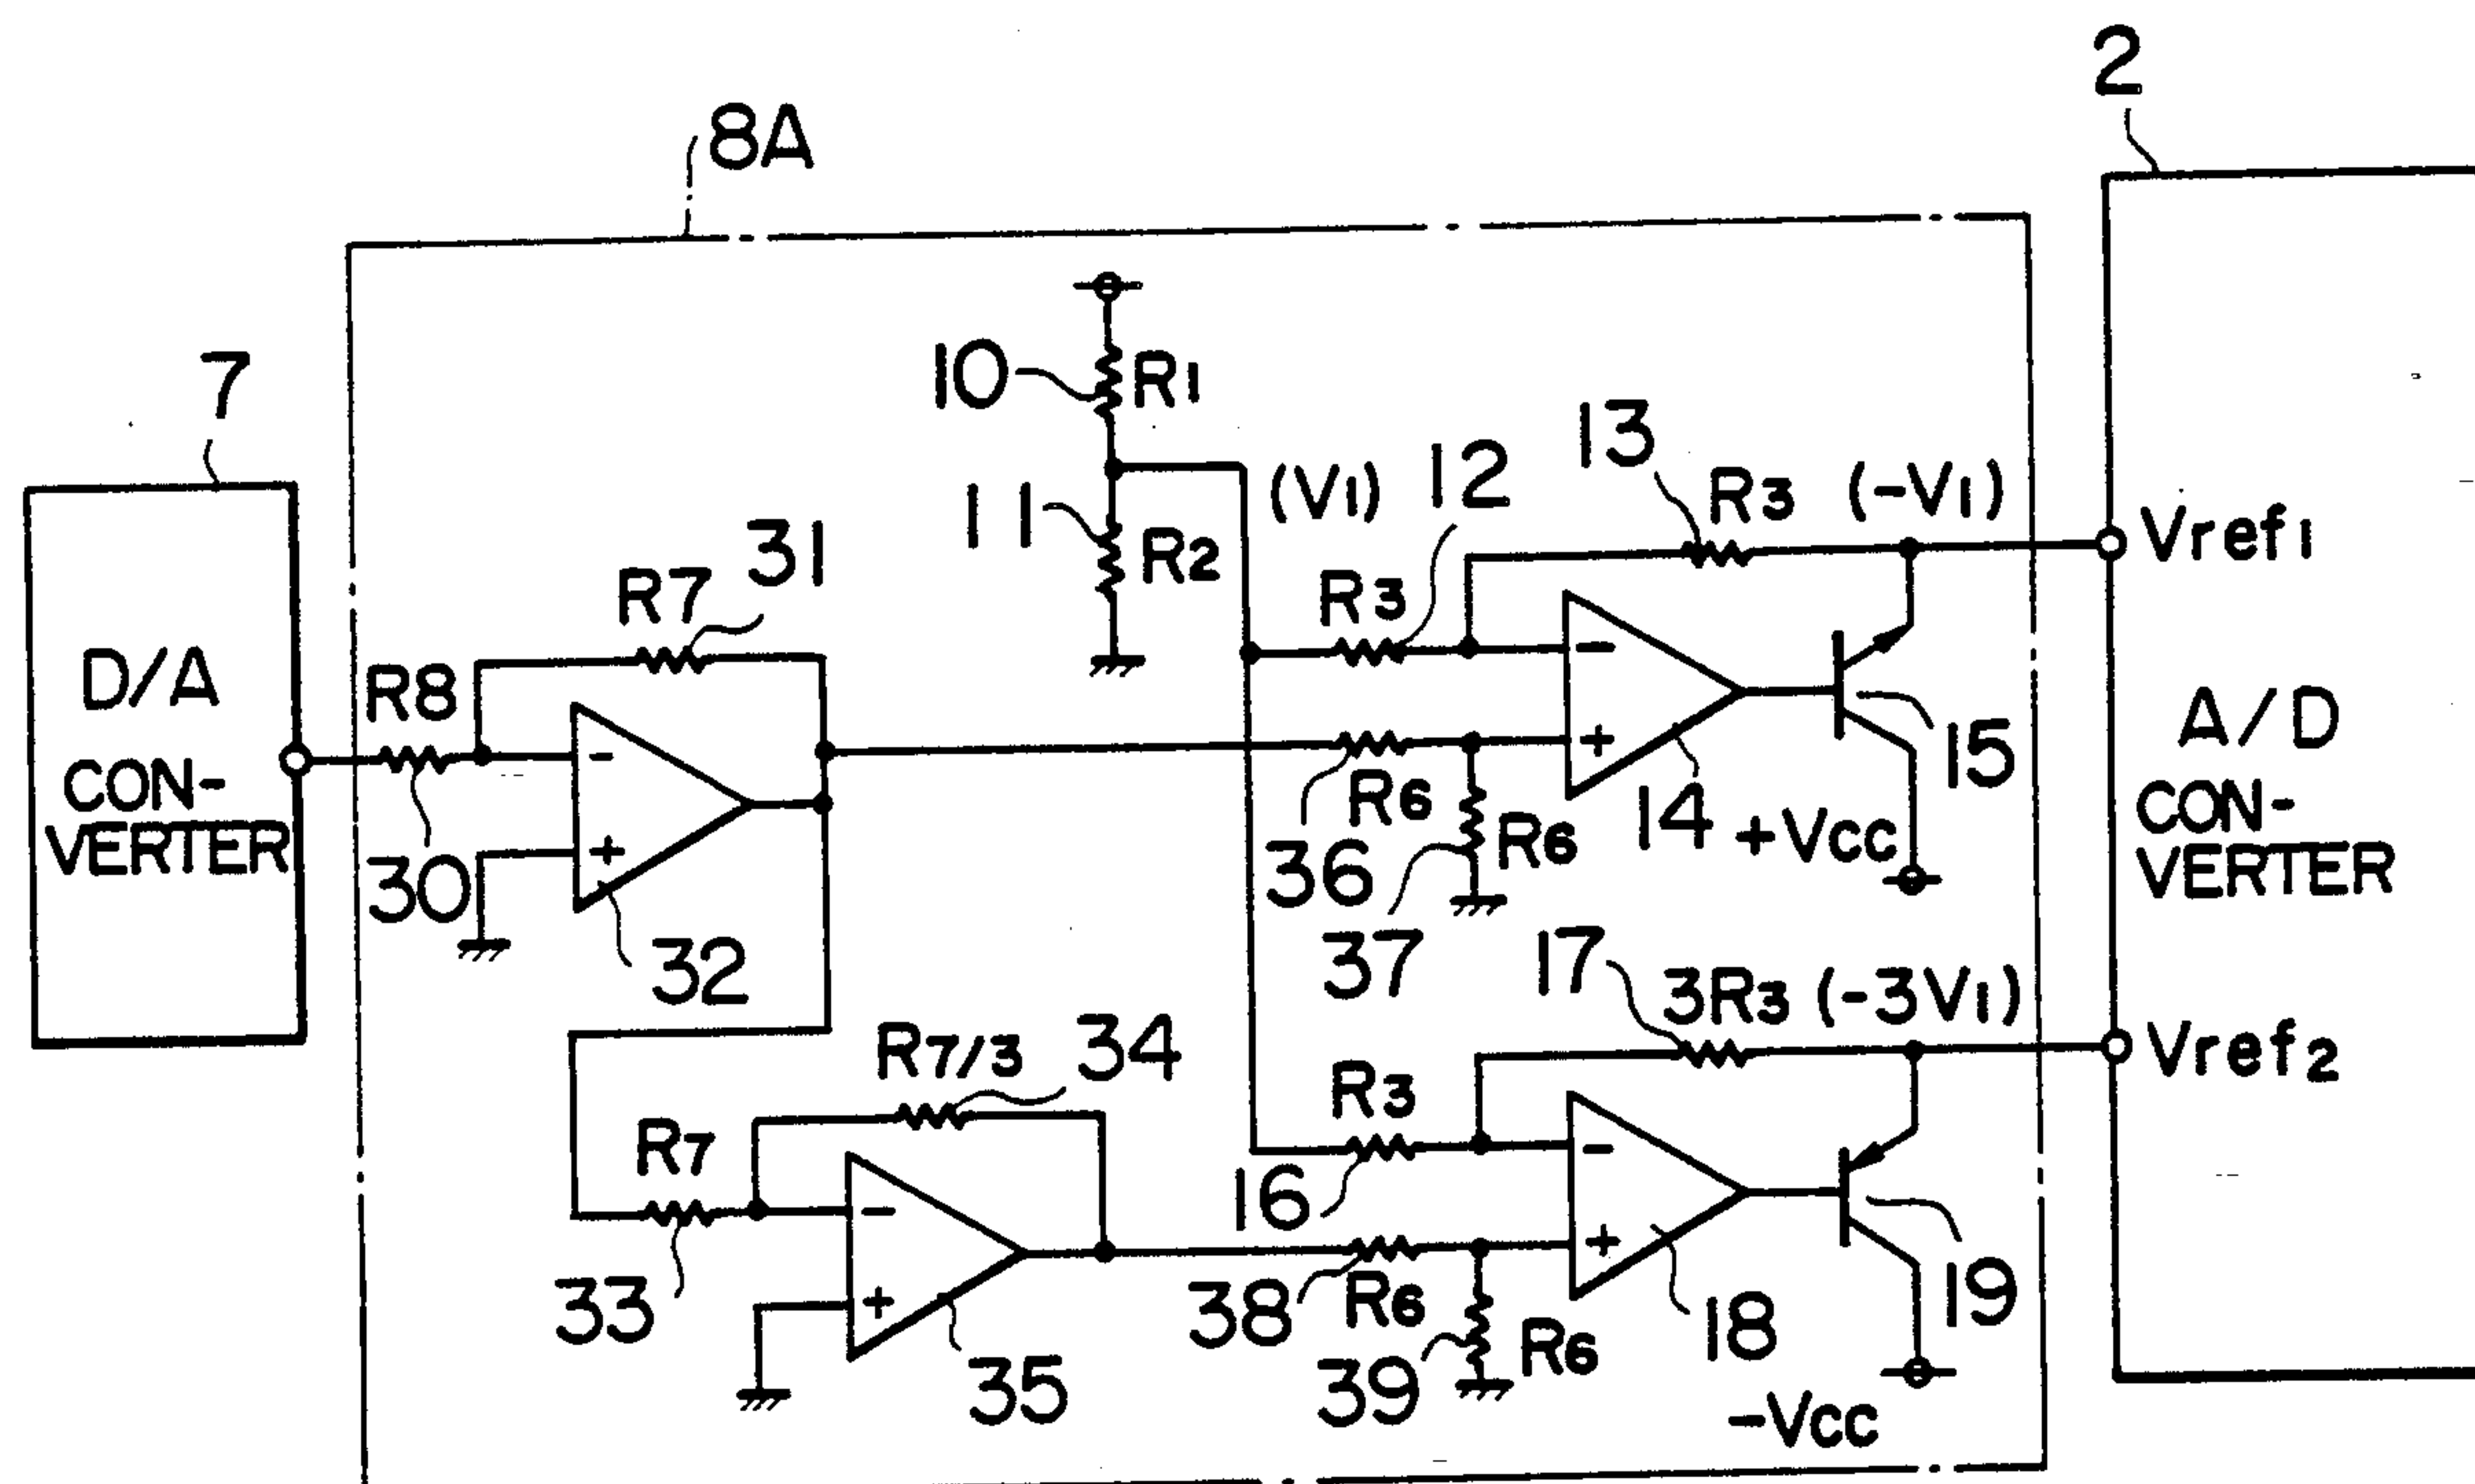 2
8A
10
R1
7
13
12
(V1)
R3
(-V1)
11
R2
31
R7
Vref1
R3
D/A
CON-
VERTER
R8
−
+
30
32
−
+
14
15
+Vcc
36
R6
R6
37
A/D
CON-
VERTER
17
3R3
(-3V1)
Vref2
R7/3
34
R3
R7
16
−
+
33
35
−
+
38
R6
39
R6
18
19
-Vcc